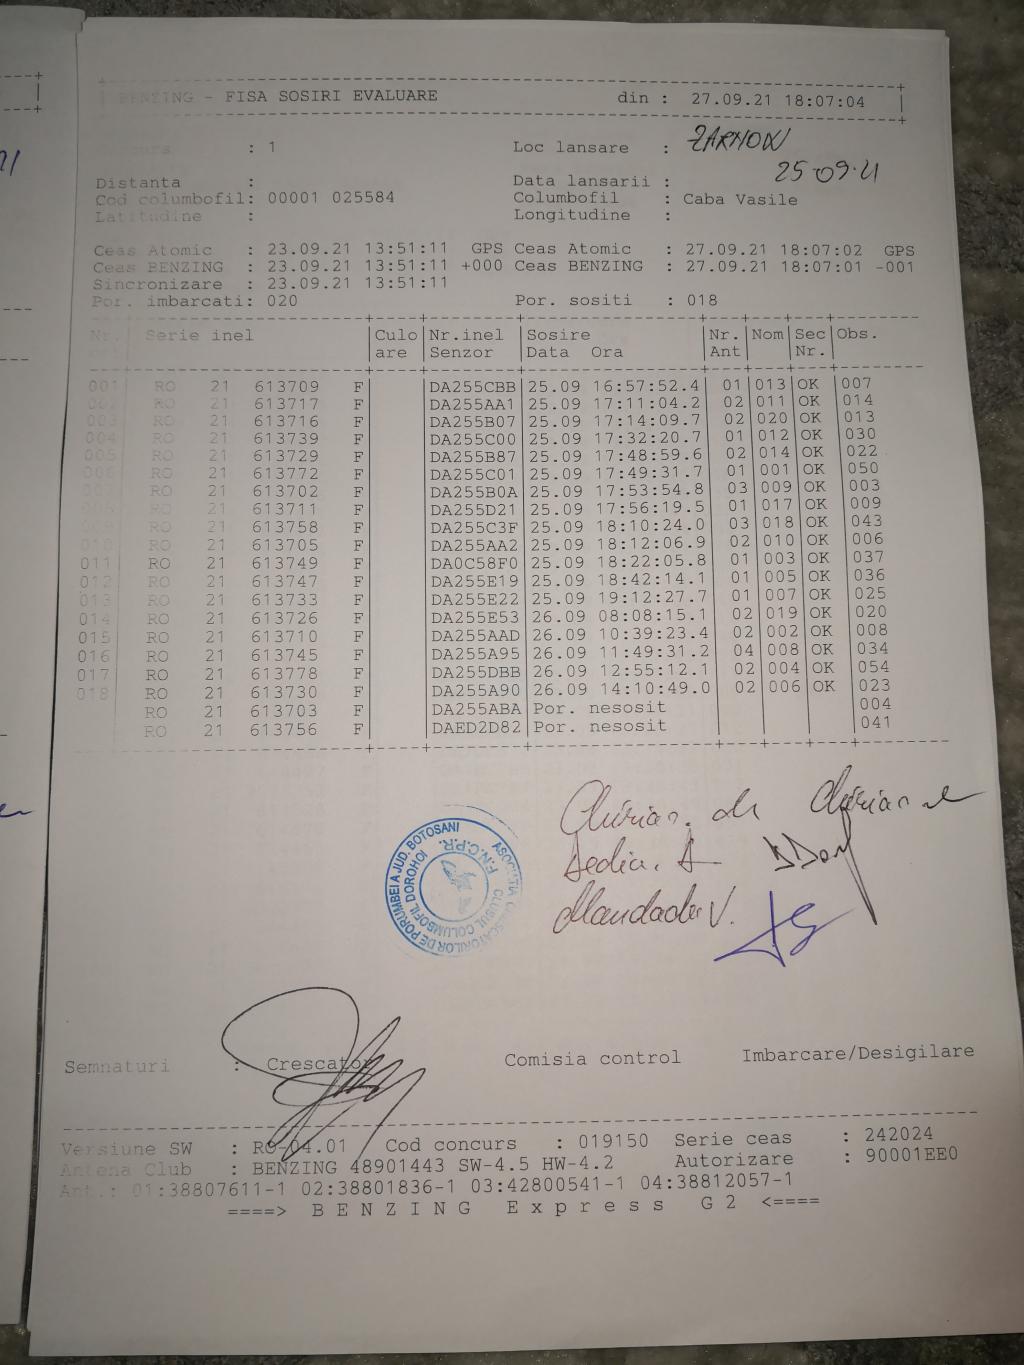 BENZING - FISA SOSIRI EVALUARE din : 27.09.21 18:07:04
: 1 Loc lansare : ZARNOW
Distanta : Data lansarii : 25-09-21
Cod columbofil: 00001 025584 Columbofil : Caba Vasile
Latitudine : Longitudine :
Ceas Atomic : 23.09.21 13:51:11 GPS Ceas Atomic : 27.09.21 18:07:02 GPS
Ceas BENZING : 23.09.21 13:51:11 +000 Ceas BENZING : 27.09.21 18:07:01 -001
Sincronizare : 23.09.21 13:51:11
Por. imbarcati: 020 Por. sositi : 018
Nr. Serie inel Culo Nr.inel Sosire Nr. Nom Sec Obs.
are Senzor Data Ora Ant Nr.
001 RO 21 613709 F DA255CBB 25.09 16:57:52.4 01 013 OK 007
002 RO 21 613717 F DA255AA1 25.09 17:11:04.2 02 011 OK 014
003 RO 21 613716 F DA255B07 25.09 17:14:09.7 02 020 OK 013
004 RO 21 613739 F DA255C00 25.09 17:32:20.7 01 012 OK 030
005 RO 21 613729 F DA255B87 25.09 17:48:59.6 02 014 OK 022
006 RO 21 613772 F DA255C01 25.09 17:49:31.7 01 001 OK 050
007 RO 21 613702 F DA255B0A 25.09 17:53:54.8 03 009 OK 003
008 RO 21 613711 F DA255D21 25.09 17:56:19.5 01 017 OK 009
009 RO 21 613758 F DA255C3F 25.09 18:10:24.0 03 018 OK 043
010 RO 21 613705 F DA255AA2 25.09 18:12:06.9 02 010 OK 006
011 RO 21 613749 F DA0C58F0 25.09 18:22:05.8 01 003 OK 037
012 RO 21 613747 F DA255E19 25.09 18:42:14.1 01 005 OK 036
013 RO 21 613733 F DA255E22 25.09 19:12:27.7 01 007 OK 025
014 RO 21 613726 F DA255E53 26.09 08:08:15.1 02 019 OK 020
015 RO 21 613710 F DA255AAD 26.09 10:39:23.4 02 002 OK 008
016 RO 21 613745 F DA255A95 26.09 11:49:31.2 04 008 OK 034
017 RO 21 613778 F DA255DBB 26.09 12:55:12.1 02 004 OK 054
018 RO 21 613730 F DA255A90 26.09 14:10:49.0 02 006 OK 023
RO 21 613703 F DA255ABA Por. nesosit 004
RO 21 613756 F DAED2D82 Por. nesosit 041
ASOCIATIA CRESCATORILOR DE PORUMBEI A JUD. BOTOSANI
CLUBUL COLUMBOFIL DOROHOI
F.N.C.P.R.
Semnaturi : Crescator Comisia control Imbarcare/Desigilare
Versiune SW : RO-04.01 Cod concurs : 019150 Serie ceas : 242024
Antena Club : BENZING 48901443 SW-4.5 HW-4.2 Autorizare : 90001EE0
Ant.: 01:38807611-1 02:38801836-1 03:42800541-1 04:38812057-1
====> BENZING Express G2 <====